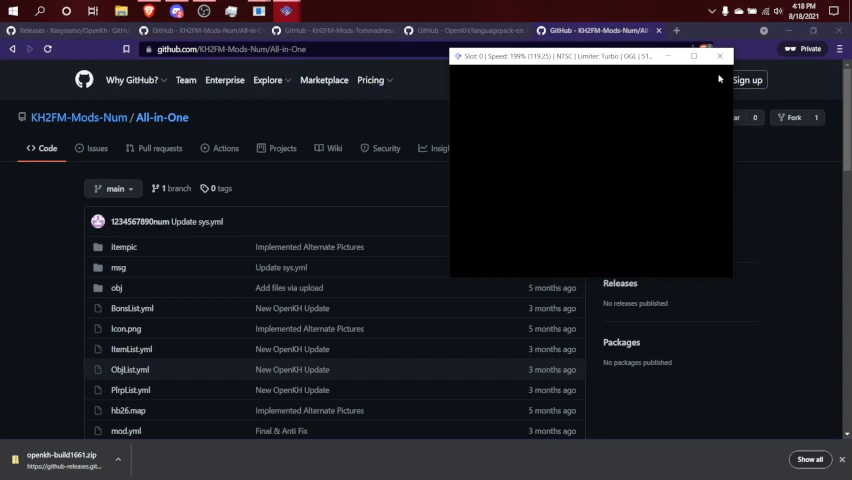 4:18 PM
8/18/2021
Releases · Xeeynamo/OpenKh · Gith
GitHub - KH2FM-Mods-Num/All-in-O
GitHub - KH2FM-Mods-Tommadness
GitHub - OpenKH/languagepack-en
GitHub - KH2FM-Mods-Num/All
github.com/KH2FM-Mods-Num/All-in-One
Private
Slot: 0 | Speed: 199% (119.25) | NTSC | Limiter: Turbo | OGL | 51...
Why GitHub?
Team
Enterprise
Explore
Marketplace
Pricing
Sign up
KH2FM-Mods-Num / All-in-One
ar 0
Fork 1
Code
Issues
Pull requests
Actions
Projects
Wiki
Security
Insigh
main
1 branch
0 tags
1234567890num Update sys.yml
itempic Implemented Alternate Pictures
msg Update sys.yml
obj Add files via upload 5 months ago
BonsList.yml New OpenKH Update 3 months ago
Icon.png Implemented Alternate Pictures 5 months ago
ItemList.yml New OpenKH Update 3 months ago
ObjList.yml New OpenKH Update 3 months ago
PlrpList.yml New OpenKH Update 3 months ago
hb26.map Implemented Alternate Pictures 5 months ago
mod.yml Final & Anti Fix 3 months ago
Releases
No releases published
Packages
No packages published
openkh-build1661.zip
https://github-releases.git...
Show all